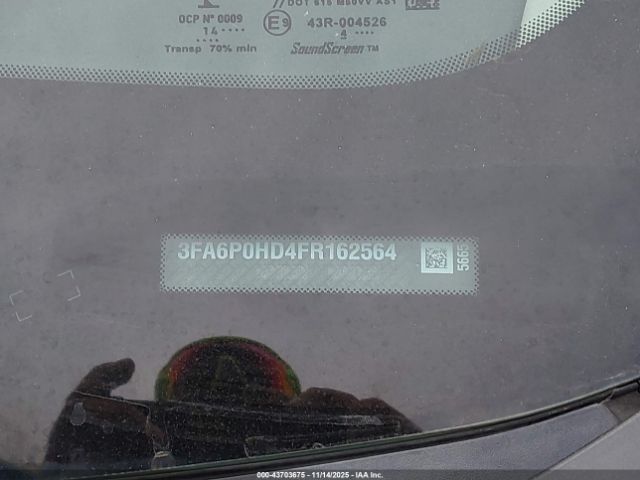 DOT 615 M60VV AS1
OCP Nº 0009
14 ····
Transp 70% min
E9
43R-004526
4
SoundScreen™
3FA6P0HD4FR162564
5665
000-43703675 - 11/14/2025 - IAA Inc.